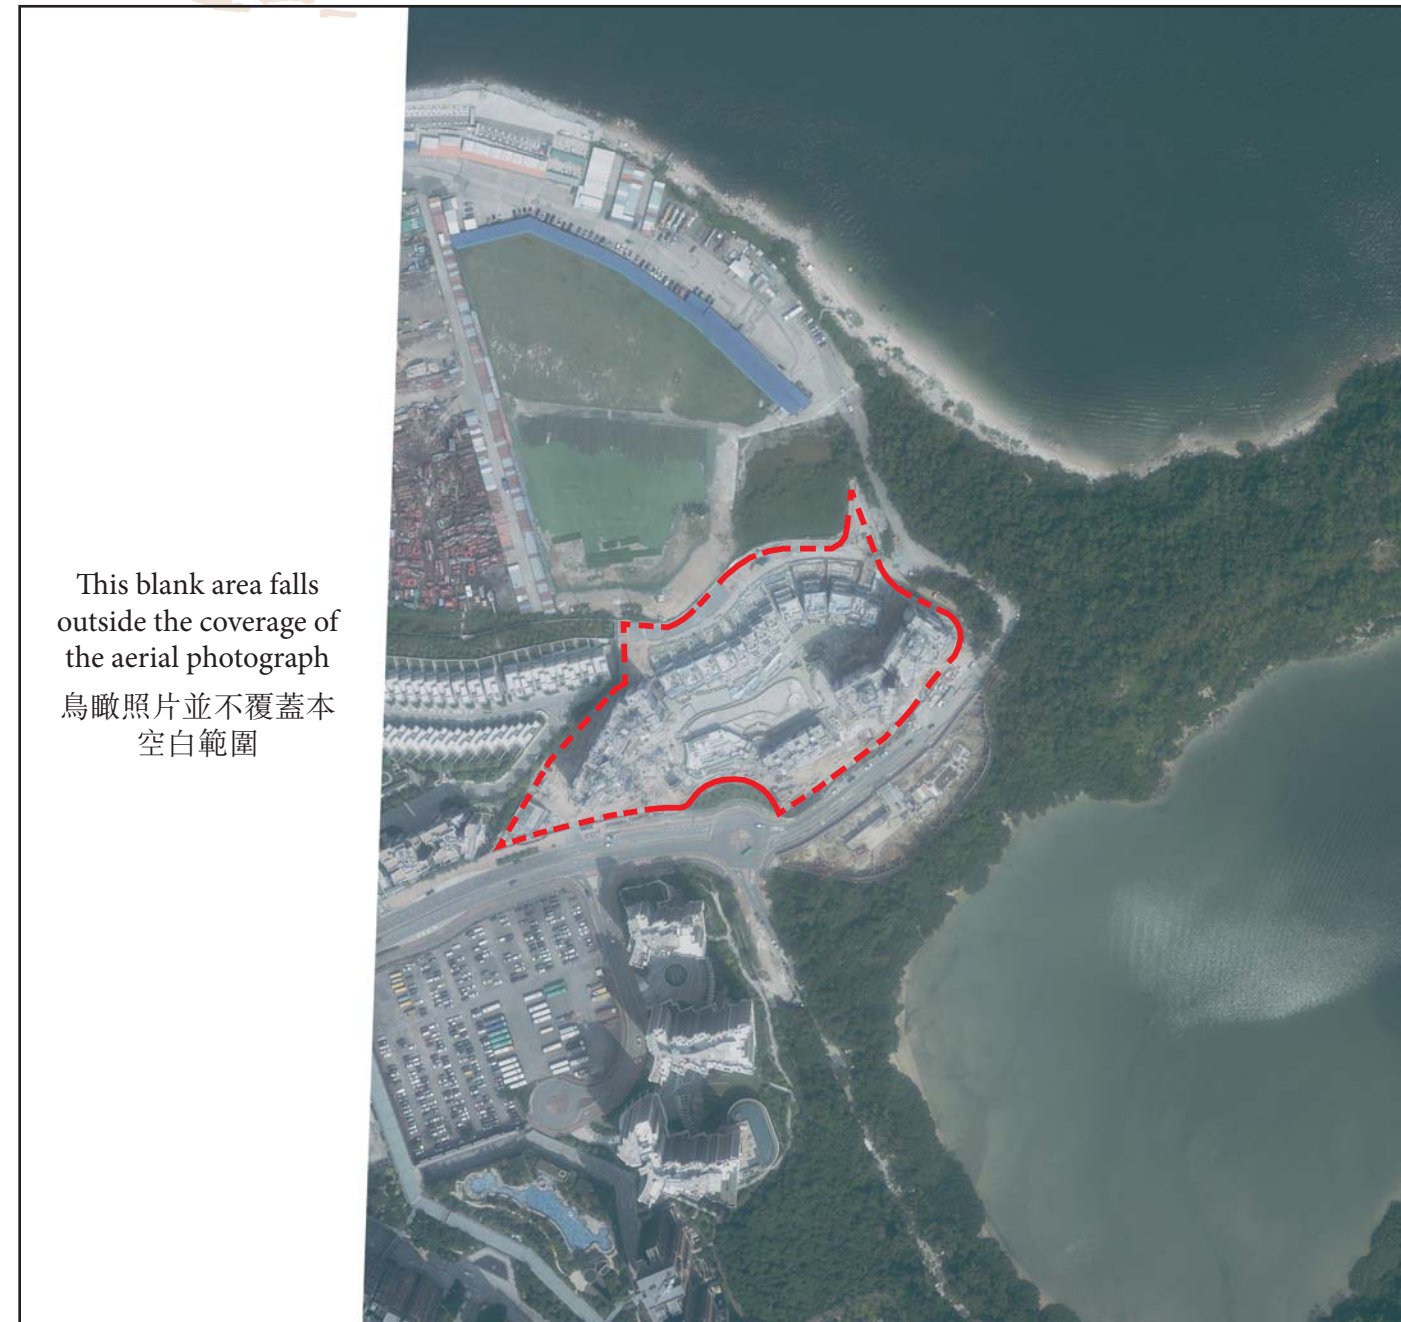 This blank area falls
outside the coverage of
the aerial photograph
鳥瞰照片並不覆蓋本
空白範圍